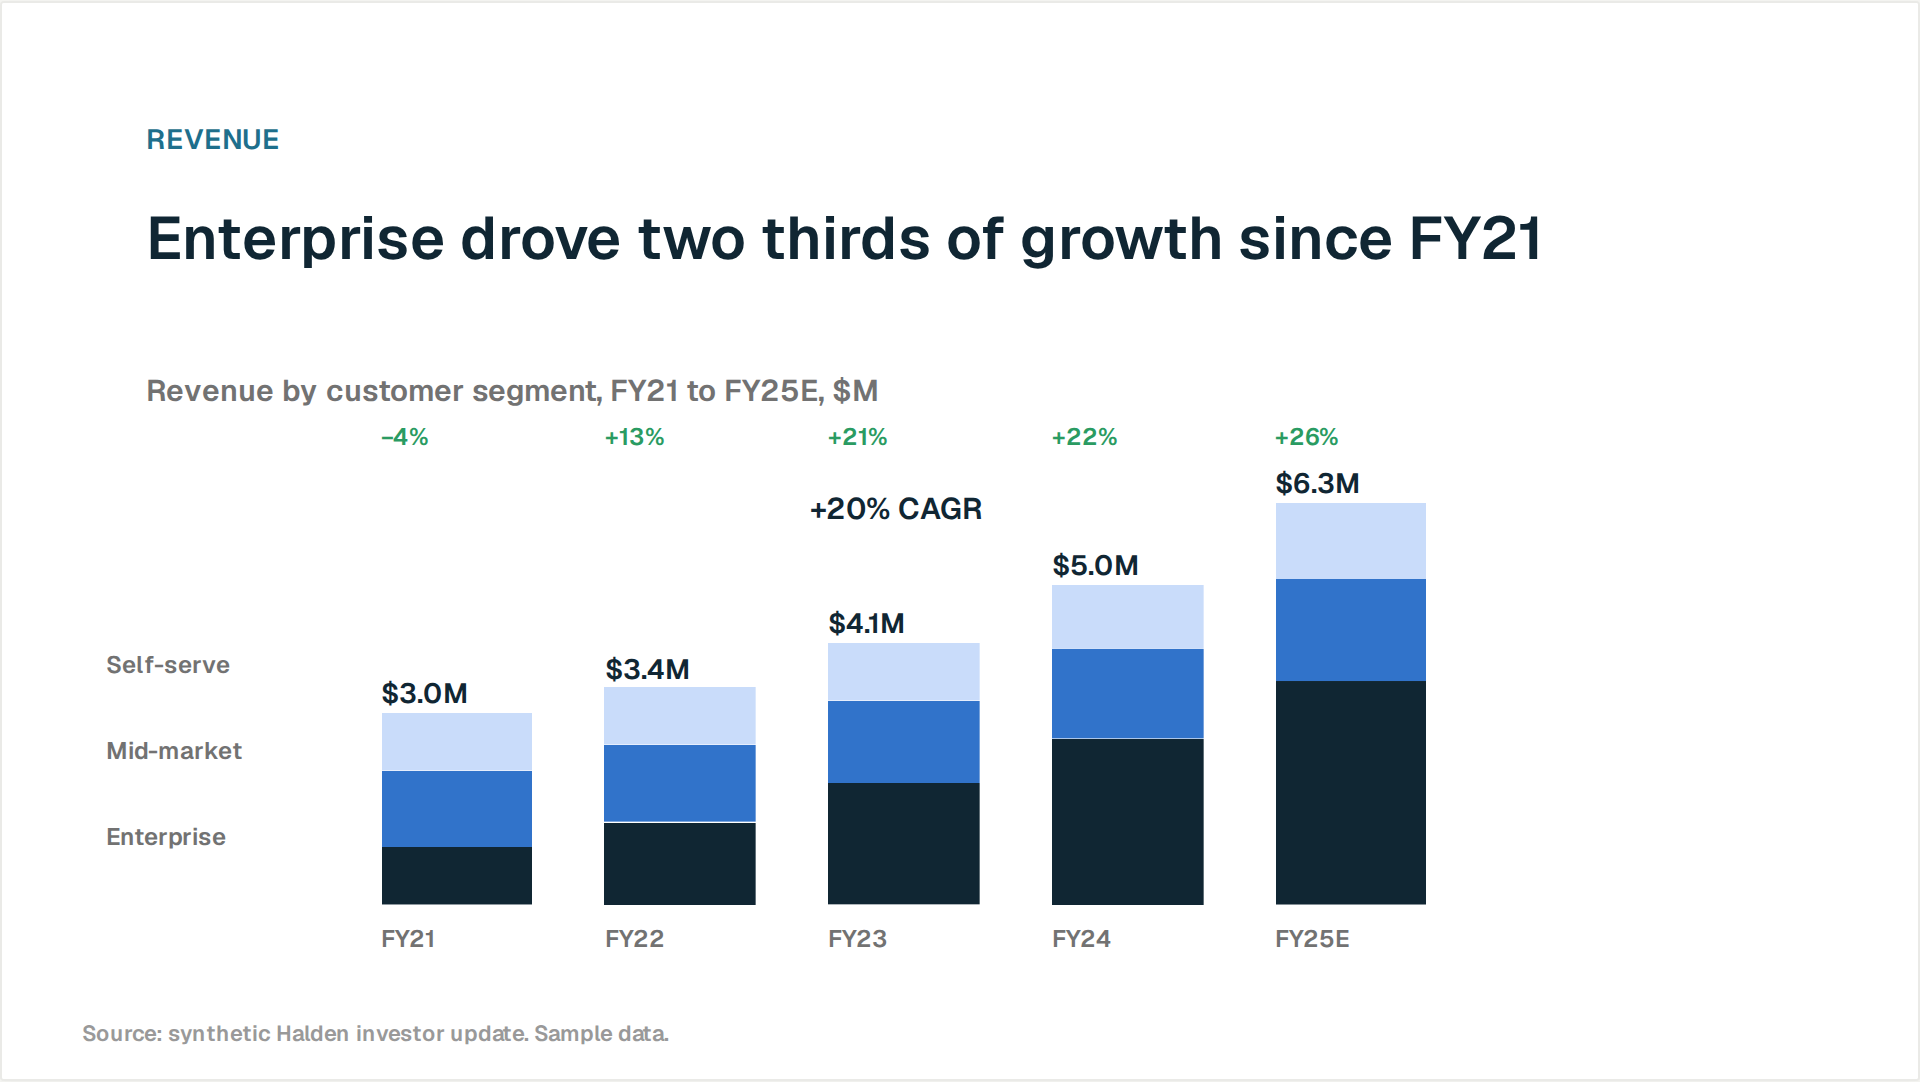 REVENUE
Enterprise drove two thirds of growth since FY21
Revenue by customer segment, FY21 to FY25E, $M
–4% +13% +21% +22% +26%
$6.3M
+20% CAGR
$5.0M
$4.1M
Self-serve
$3.4M
$3.0M
Mid-market
Enterprise
FY21 FY22 FY23 FY24 FY25E
Source: synthetic Halden investor update. Sample data.